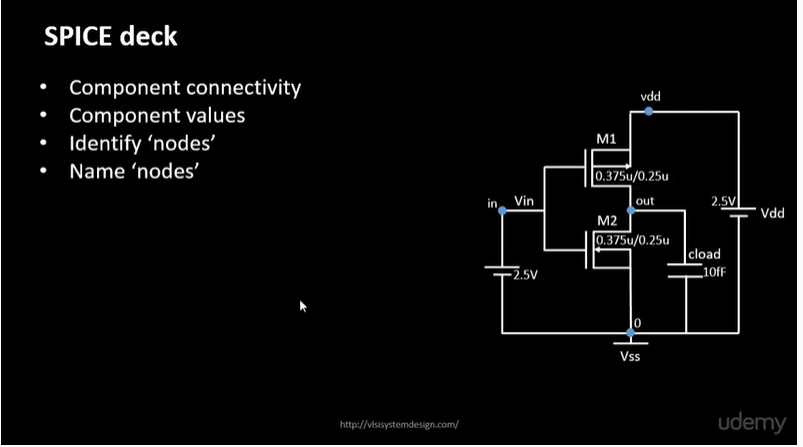 SPICE deck
• Component connectivity
• Component values
• Identify ‘nodes’
• Name ‘nodes’
vdd
M1
0.375u/0.25u
in
Vin
out
2.5V
Vdd
M2
0.375u/0.25u
cload
10fF
2.5V
0
Vss
http://vlsisystemdesign.com/
udemy